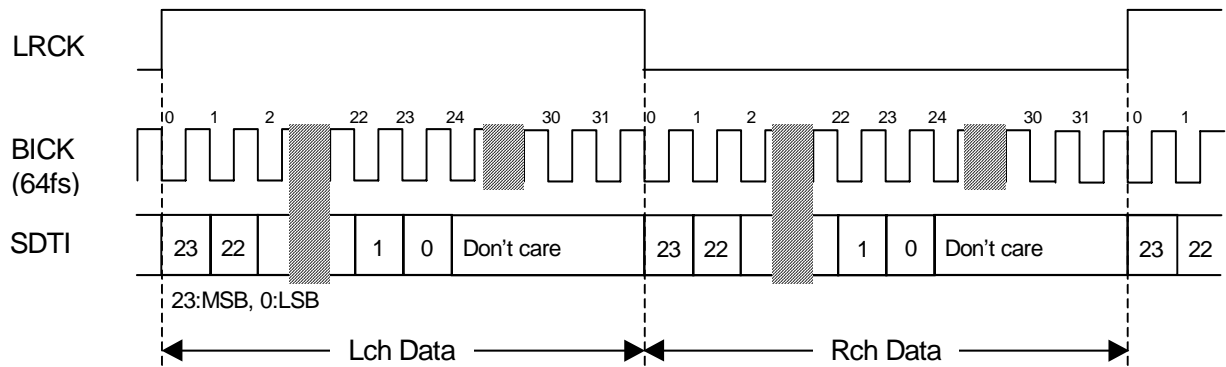 LRCK
0 1 2 22 23 24 30 31 0 1 2 22 23 24 30 31 0 1
BICK
(64fs)
SDTI 23 22 1 0 Don't care 23 22 1 0 Don't care 23 22
23:MSB, 0:LSB
Lch Data Rch Data